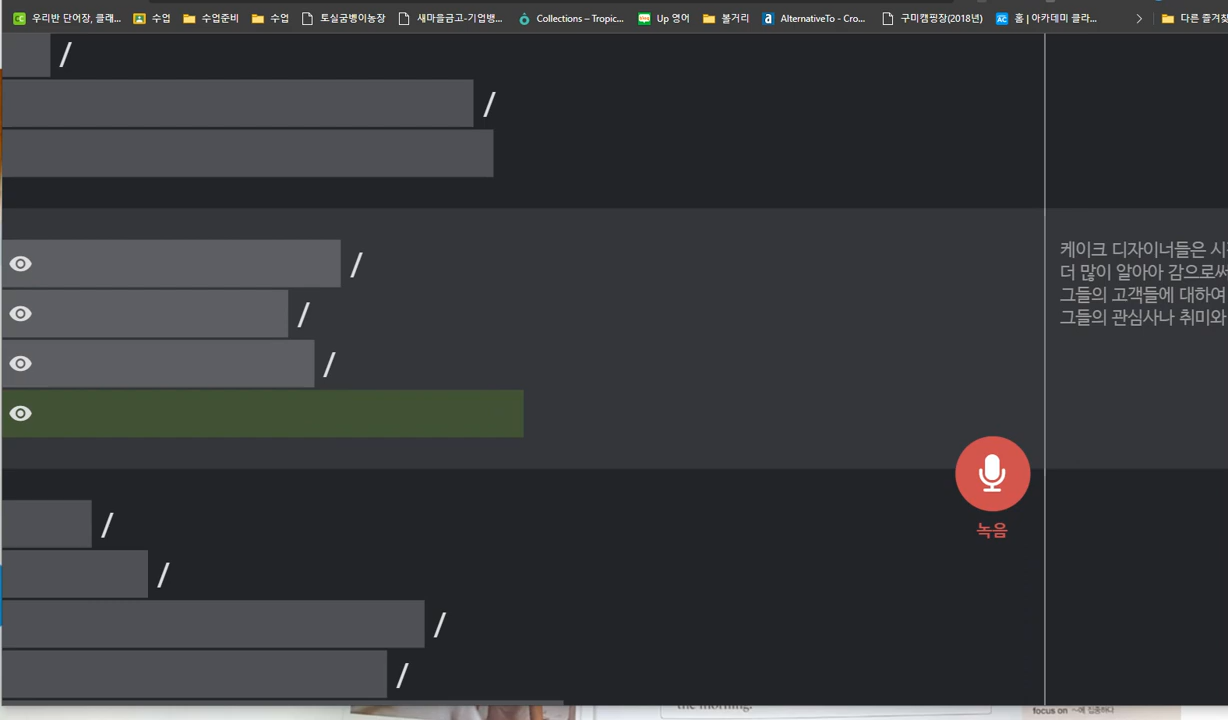 우리반 단어장, 클래... 수업 수업준비 수업 토실굼벵이농장 새마을금고-기업뱅... Collections – Tropic... Up 영어 볼거리 AlternativeTo - Cro... 구미캠핑장(2018년) 홈 | 아카데미 클라... 다른 즐겨찾
/
/
/
/
/
케이크 디자이너들은 시
더 많이 알아아 감으로써
그들의 고객들에 대하여
그들의 관심사나 취미와
녹음
/
/
/
/
the morning.
focus on ~에 집중하다